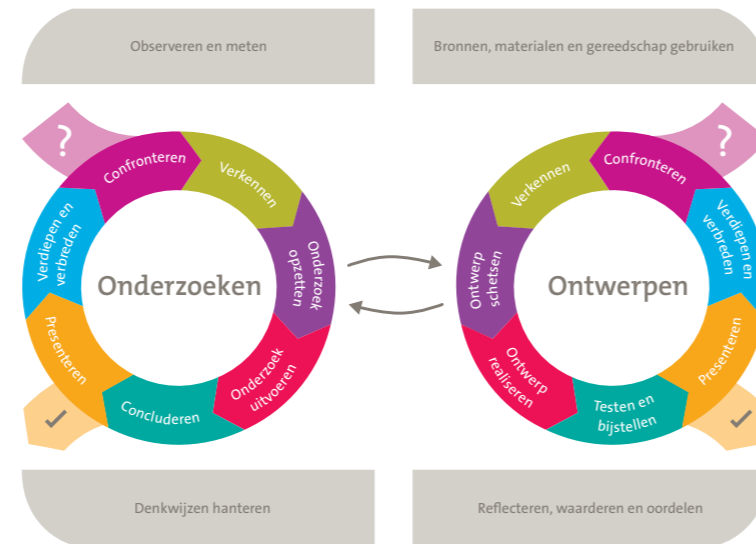 Observeren en meten
Bronnen, materialen en gereedschap gebruiken
?
Confronteren
Verkennen
Onderzoek
opzetten
Onderzoek
uitvoeren
Concluderen
Presenteren
Verdiepen en
verbreden
Onderzoeken
?
Confronteren
Verdiepen en
verbreden
Presenteren
Testen en
bijstellen
Ontwerp
realiseren
Ontwerp
schetsen
Verkennen
Ontwerpen
Denkwijzen hanteren
Reflecteren, waarderen en oordelen